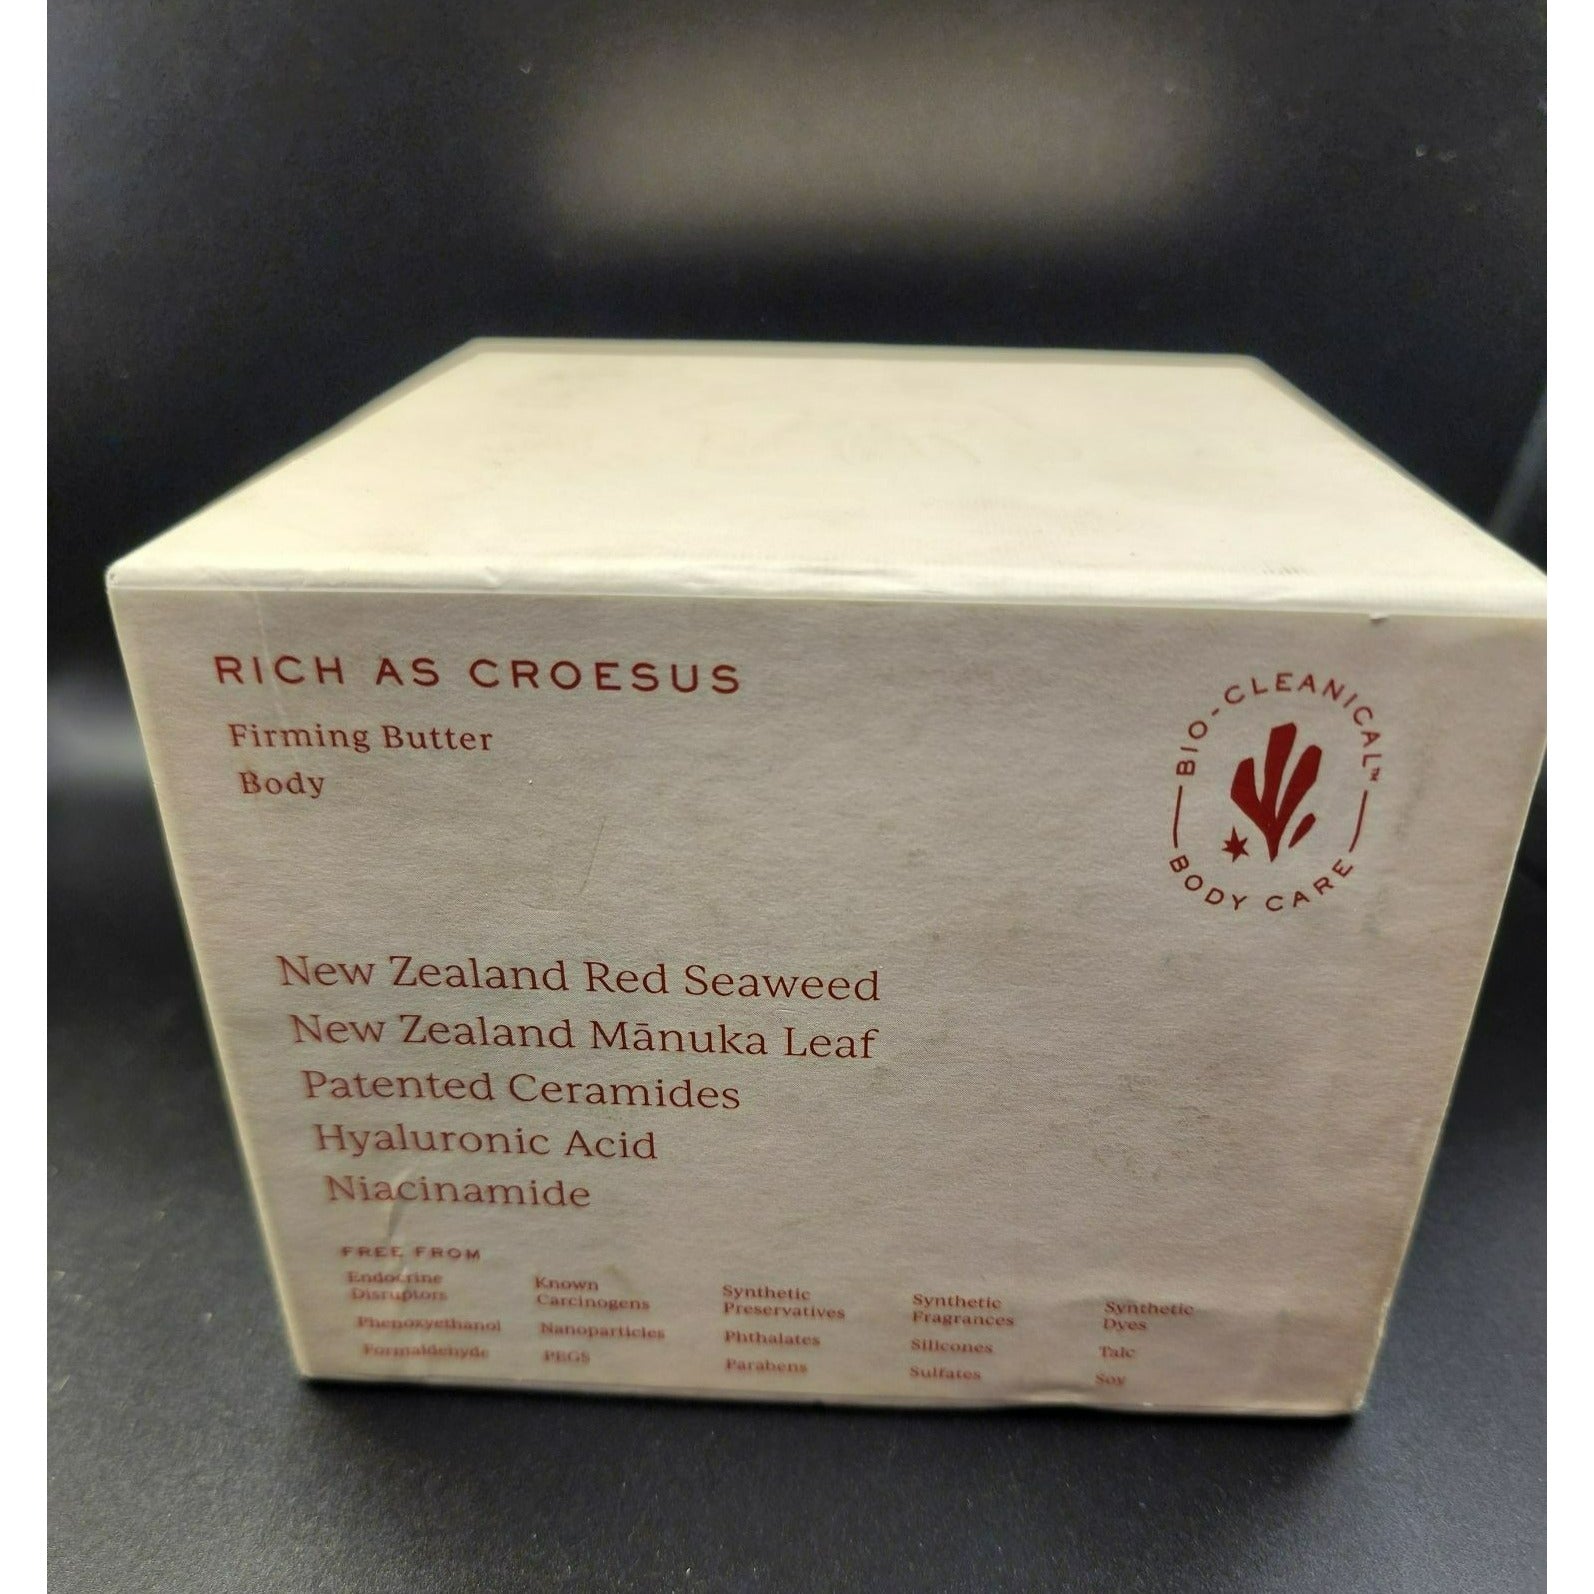 RICH AS CROESUS
Firming Butter
Body
BIO-CLEANICAL™
BODY CARE
New Zealand Red Seaweed
New Zealand Mānuka Leaf
Patented Ceramides
Hyaluronic Acid
Niacinamide
FREE FROM
Endocrine
Disruptors
Phenoxyethanol
Formaldehyde
Known
Carcinogens
Nanoparticles
PEGS
Synthetic
Preservatives
Phthalates
Parabens
Synthetic
Fragrances
Silicones
Sulfates
Synthetic
Dyes
Talc
Soy